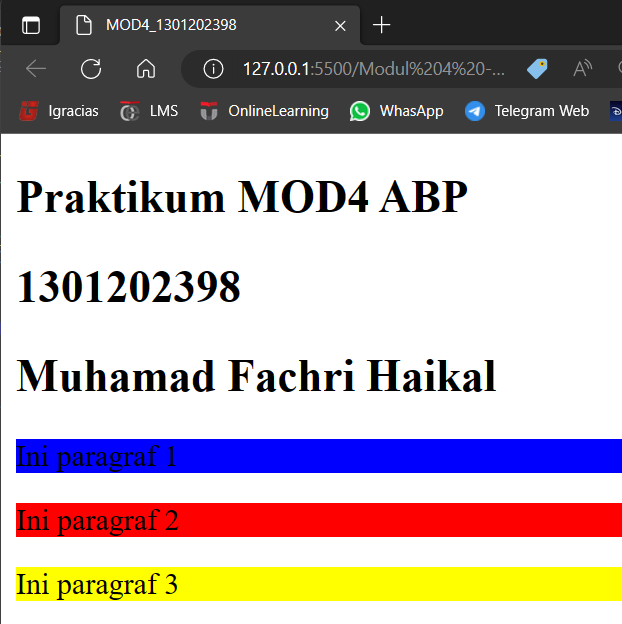 MOD4_1301202398
127.0.0.1:5500/Modul%204%20-...
Igracias LMS OnlineLearning WhasApp Telegram Web
Praktikum MOD4 ABP
1301202398
Muhamad Fachri Haikal
Ini paragraf 1
Ini paragraf 2
Ini paragraf 3